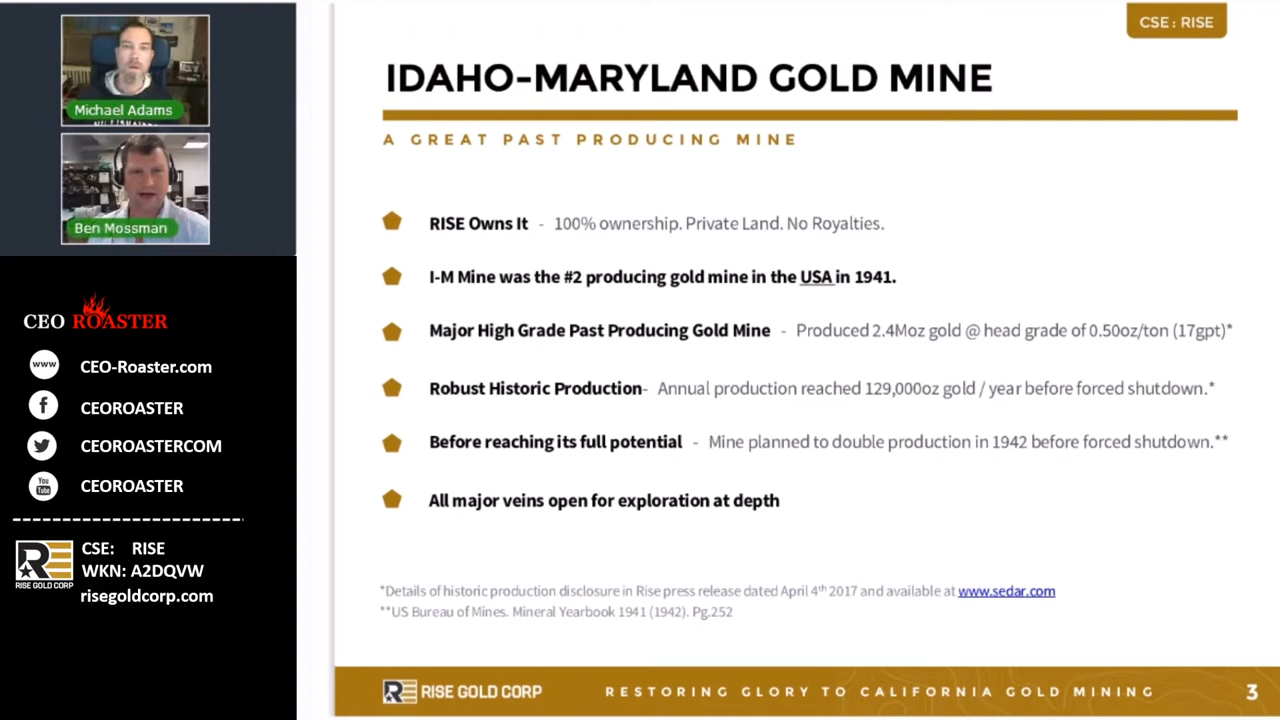 Michael Adams
Ben Mossman
CEO ROASTER
www
CEO-Roaster.com
f
CEOROASTER
CEOROASTERCOM
You
Tube
CEOROASTER
R
RISE GOLD CORP
CSE: RISE
WKN: A2DQVW
risegoldcorp.com
CSE: RISE
IDAHO-MARYLAND GOLD MINE
A GREAT PAST PRODUCING MINE
RISE Owns It - 100% ownership. Private Land. No Royalties.
I-M Mine was the #2 producing gold mine in the USA in 1941.
Major High Grade Past Producing Gold Mine - Produced 2.4Moz gold @ head grade of 0.50oz/ton (17gpt)*
Robust Historic Production- Annual production reached 129,000oz gold / year before forced shutdown.*
Before reaching its full potential - Mine planned to double production in 1942 before forced shutdown.**
All major veins open for exploration at depth
*Details of historic production disclosure in Rise press release dated April 4th 2017 and available at www.sedar.com
**US Bureau of Mines. Mineral Yearbook 1941 (1942). Pg.252
R RISE GOLD CORP
RESTORING GLORY TO CALIFORNIA GOLD MINING
3